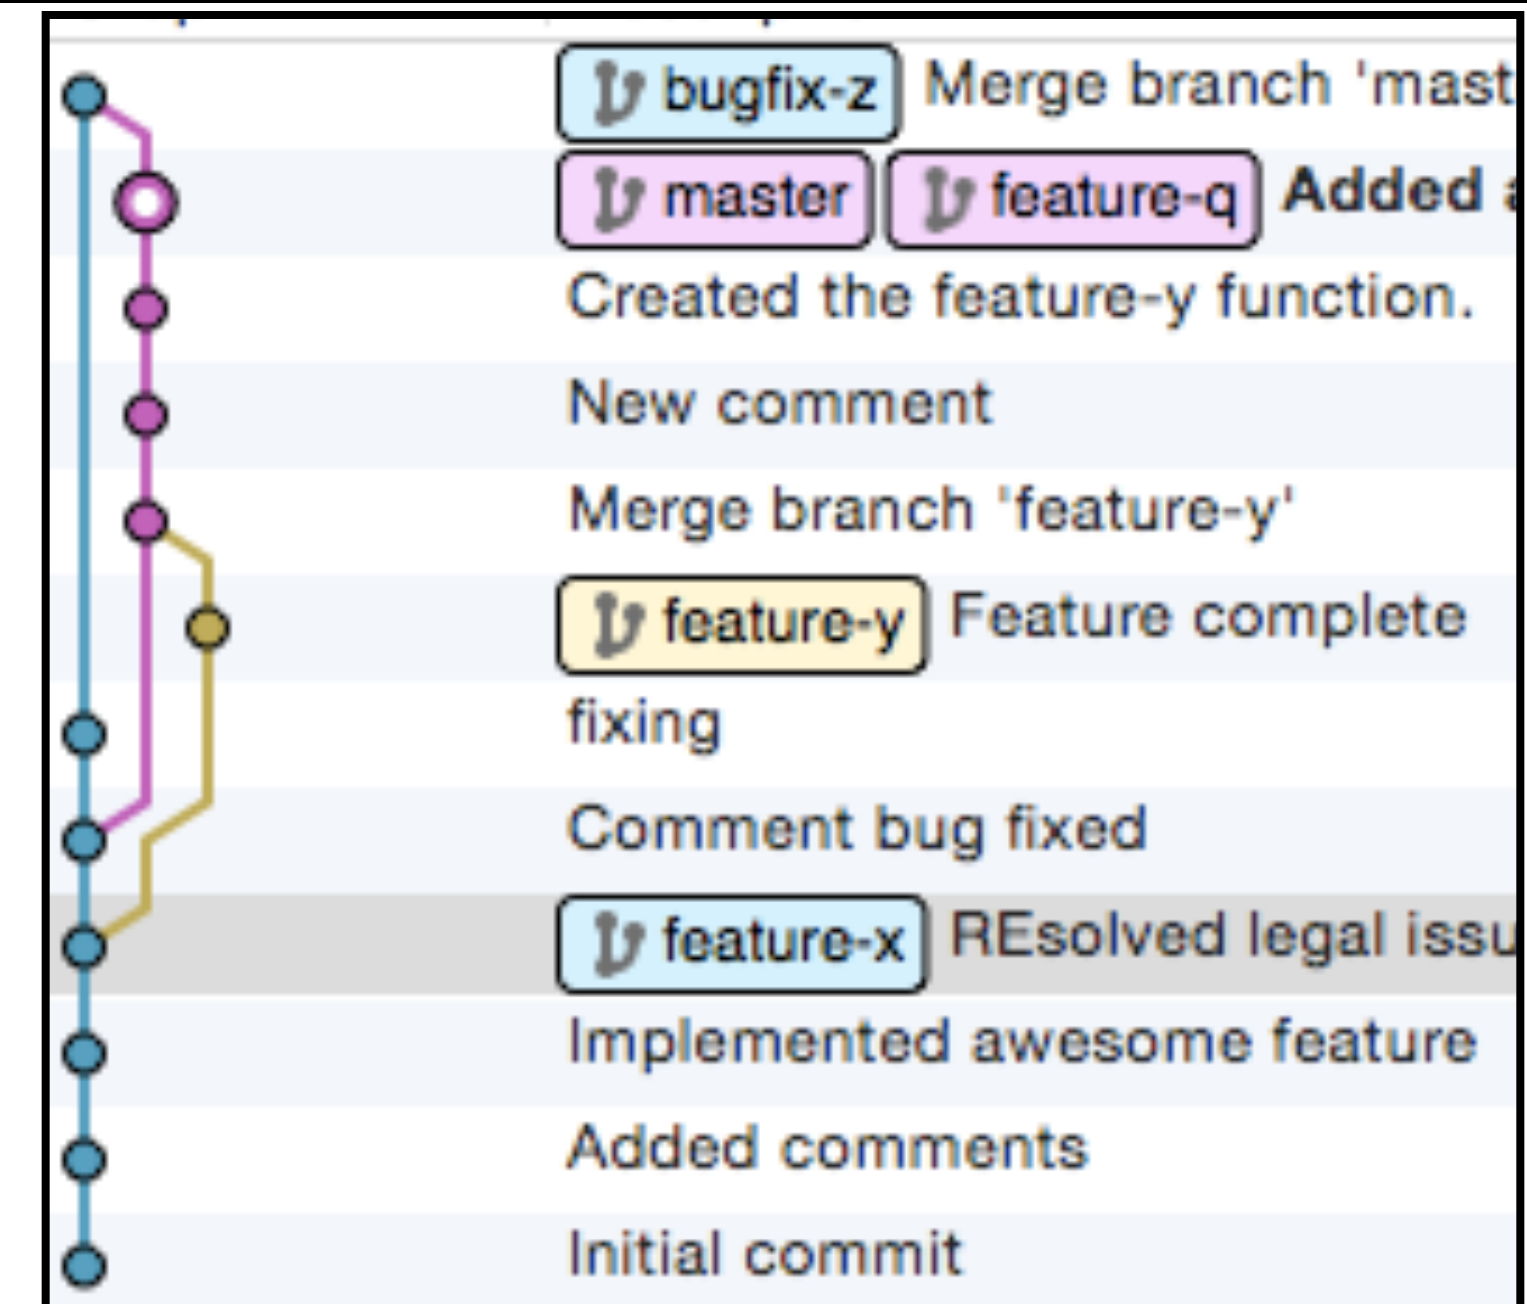 bugfix-z Merge branch 'mast
master feature-q Added
Created the feature-y function.
New comment
Merge branch 'feature-y'
feature-y Feature complete
fixing
Comment bug fixed
feature-x REsolved legal issu
Implemented awesome feature
Added comments
Initial commit